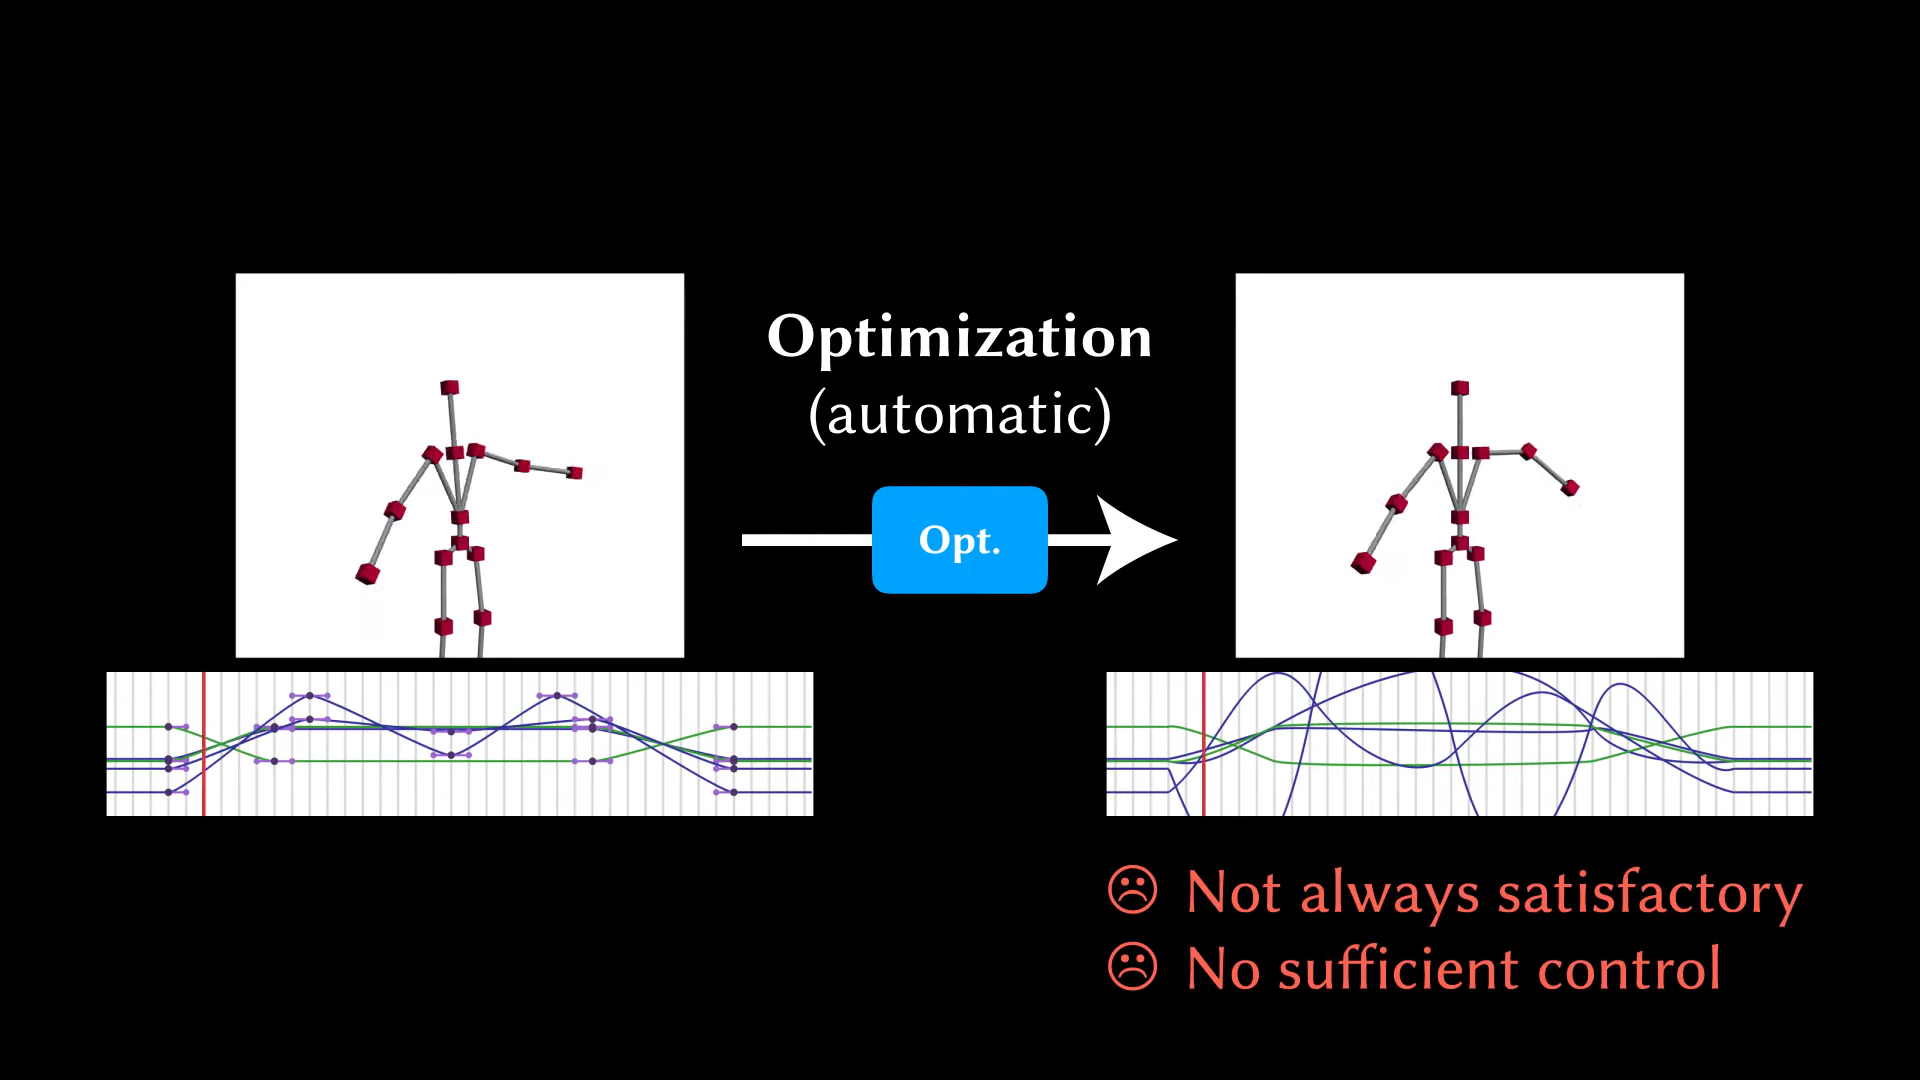 Optimization
(automatic)
Opt.
☹ Not always satisfactory
☹ No sufficient control